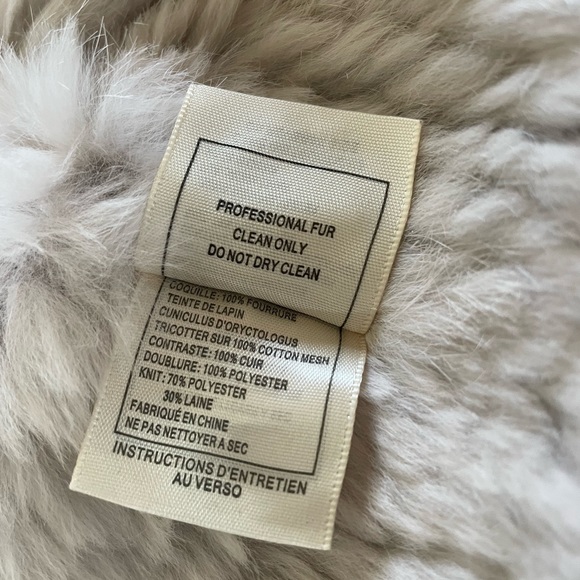 PROFESSIONAL FUR
CLEAN ONLY
DO NOT DRY CLEAN
COQUILLE: 100% FOURRURE
TEINTE DE LAPIN
CUNICULUS D'ORYCTOLOGUS
TRICOTTER SUR 100% COTTON MESH
CONTRASTE: 100% CUIR
DOUBLURE: 100% POLYESTER
KNIT: 70% POLYESTER
30% LAINE
FABRIQUÉ EN CHINE
NE PAS NETTOYER A SEC
INSTRUCTIONS D'ENTRETIEN
AU VERSO